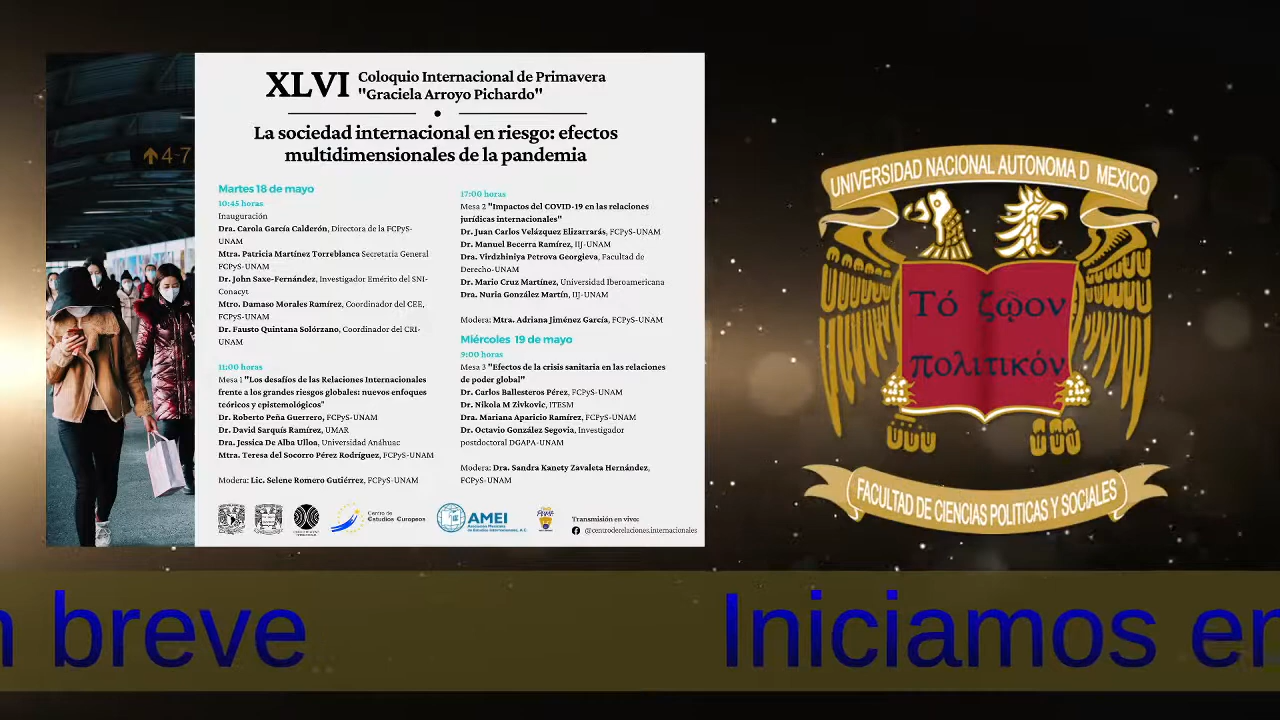 XLVI
Coloquio Internacional de Primavera
"Graciela Arroyo Pichardo"
La sociedad internacional en riesgo: efectos
multidimensionales de la pandemia
Martes 18 de mayo
10:45 horas
Inauguración
Dra. Carola García Calderón, Directora de la FCPyS-
UNAM
Mtra. Patricia Martínez Torreblanca Secretaria General
FCPyS-UNAM
Dr. John Saxe-Fernández, Investigador Emérito del SNI-
Conacyt
Mtro. Damaso Morales Ramírez, Coordinador del CEE,
FCPyS-UNAM
Dr. Fausto Quintana Solórzano, Coordinador del CRI-
UNAM
11:00 horas
Mesa 1 "Los desafíos de las Relaciones Internacionales
frente a los grandes riesgos globales: nuevos enfoques
teóricos y epistemológicos"
Dr. Roberto Peña Guerrero, FCPyS-UNAM
Dr. David Sarquís Ramírez, UMAR
Dra. Jessica De Alba Ulloa, Universidad Anáhuac
Mtra. Teresa del Socorro Pérez Rodríguez, FCPyS-UNAM
Modera: Lic. Selene Romero Gutiérrez, FCPyS-UNAM
17:00 horas
Mesa 2 "Impactos del COVID-19 en las relaciones
jurídicas internacionales"
Dr. Juan Carlos Velázquez Elizarrarás, FCPyS-UNAM
Dr. Manuel Becerra Ramírez, IIJ-UNAM
Dra. Virdzhiniya Petrova Georgieva, Facultad de
Derecho-UNAM
Dr. Mario Cruz Martínez, Universidad Iberoamericana
Dra. Nuria González Martín, IIJ-UNAM
Modera: Mtra. Adriana Jiménez García, FCPyS-UNAM
Miércoles 19 de mayo
9:00 horas
Mesa 3 "Efectos de la crisis sanitaria en las relaciones
de poder global"
Dr. Carlos Ballesteros Pérez, FCPyS-UNAM
Dr. Nikola M Zivkovic, ITESM
Dra. Mariana Aparicio Ramírez, FCPyS-UNAM
Dr. Octavio González Segovia, Investigador
postdoctoral DGAPA-UNAM
Modera: Dra. Sandra Kanety Zavaleta Hernández,
FCPyS-UNAM
Centro de
Estudios Europeos
AMEI
Transmisión en vivo:
@centroderelaciones.internacionales
4-7
UNIVERSIDAD NACIONAL AUTONOMA D MEXICO
Τό ζῷον
πολιτικόν
FACULTAD DE CIENCIAS POLITICAS Y SOCIALES
n breve
Iniciamos en